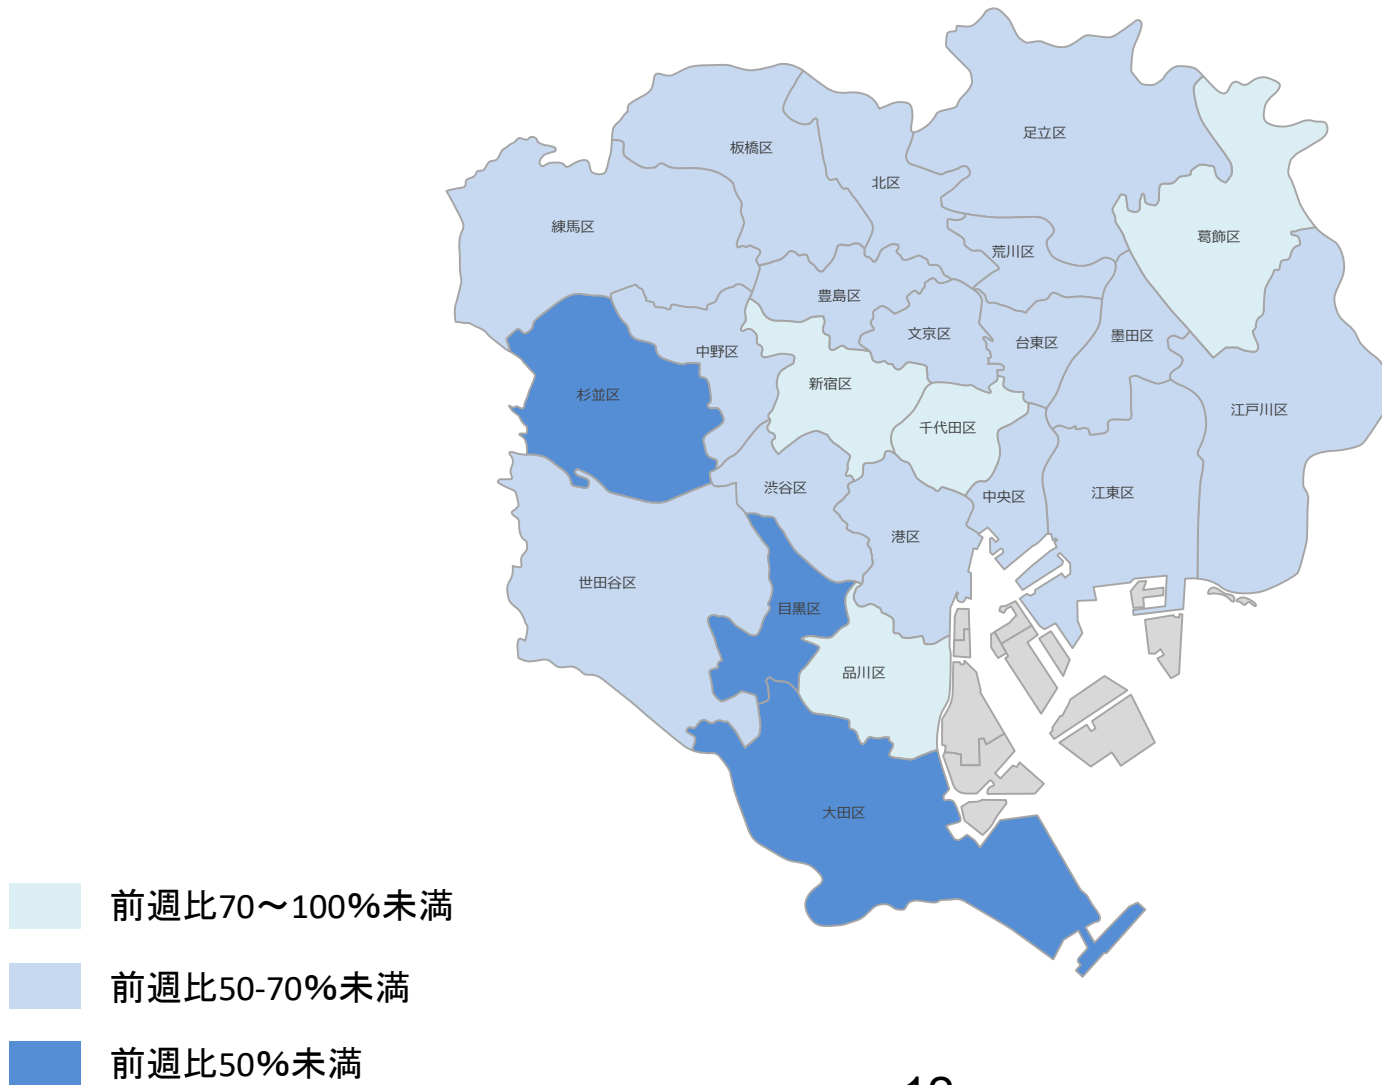 足立区
板橋区
北区
練馬区
葛飾区
荒川区
豊島区
文京区
台東区
墨田区
中野区
新宿区
杉並区
江戸川区
千代田区
渋谷区
中央区
江東区
港区
世田谷区
目黒区
品川区
大田区
前週比70～100%未満
前週比50-70%未満
前週比50%未満